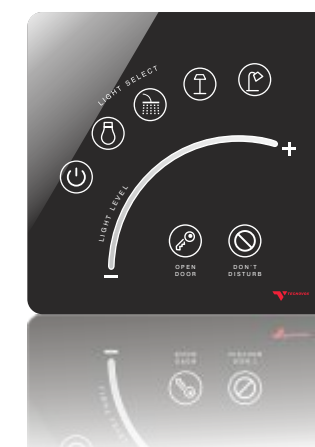 LIGHT SELECT
LIGHT LEVEL
OPEN
DOOR
DON'T
DISTURB